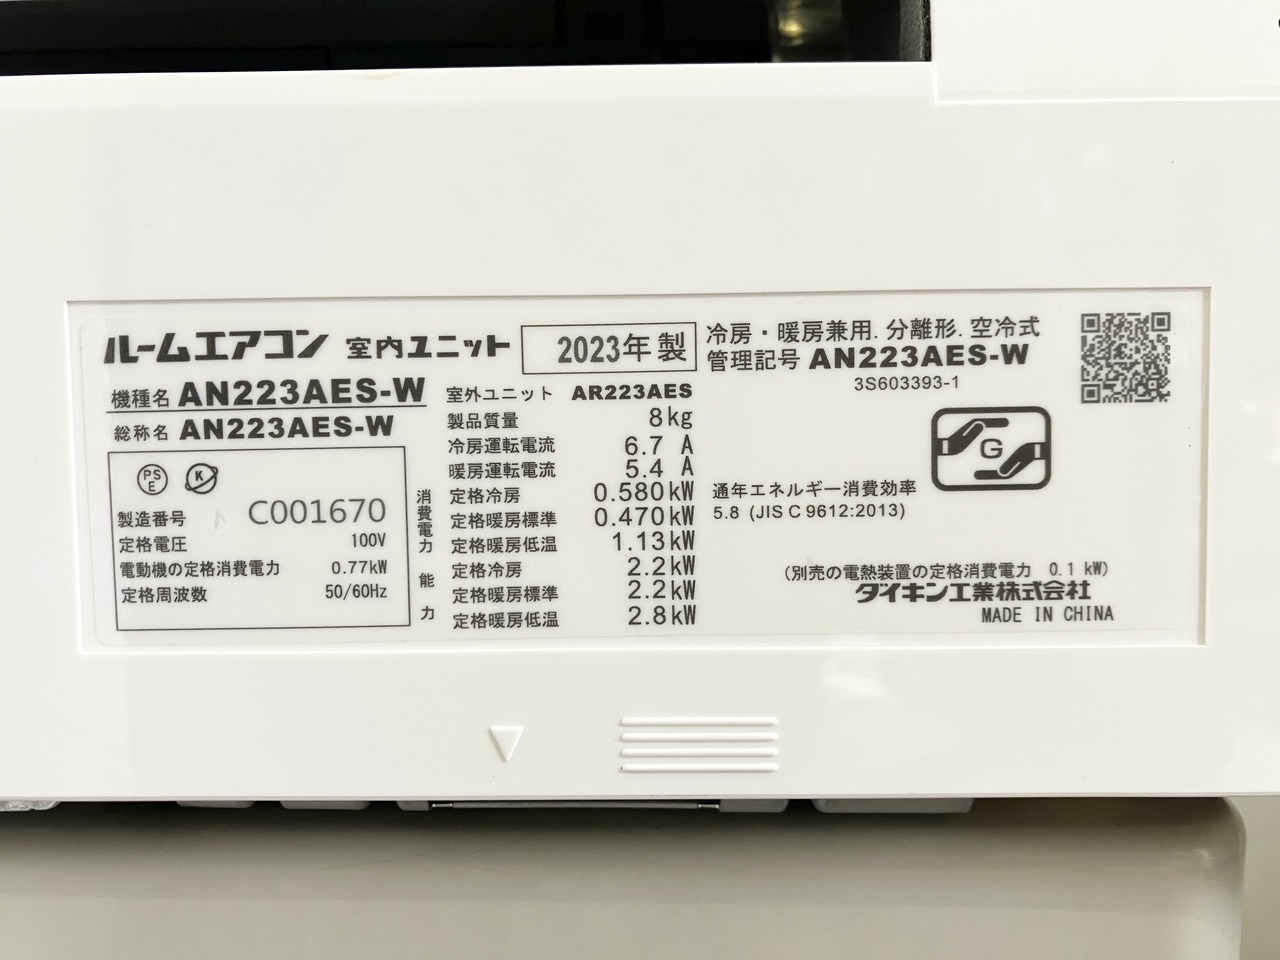 ルームエアコン 室内ユニット 2023年 製
冷房・暖房兼用. 分離形. 空冷式
管理記号 AN223AES-W
3S603393-1
機種名 AN223AES-W
総称名 AN223AES-W
PS
E
K
製造番号 C001670
定格電圧 100V
電動機の定格消費電力 0.77kW
定格周波数 50/60Hz
室外ユニット AR223AES
製品質量 8kg
冷房運転電流 6.7 A
暖房運転電流 5.4 A
消費電力
定格冷房 0.580kW
定格暖房標準 0.470kW
定格暖房低温 1.13kW
能力
定格冷房 2.2kW
定格暖房標準 2.2kW
定格暖房低温 2.8kW
G
通年エネルギー消費効率
5.8 (JIS C 9612:2013)
(別売の電熱装置の定格消費電力 0.1 kW)
ダイキン工業株式会社
MADE IN CHINA